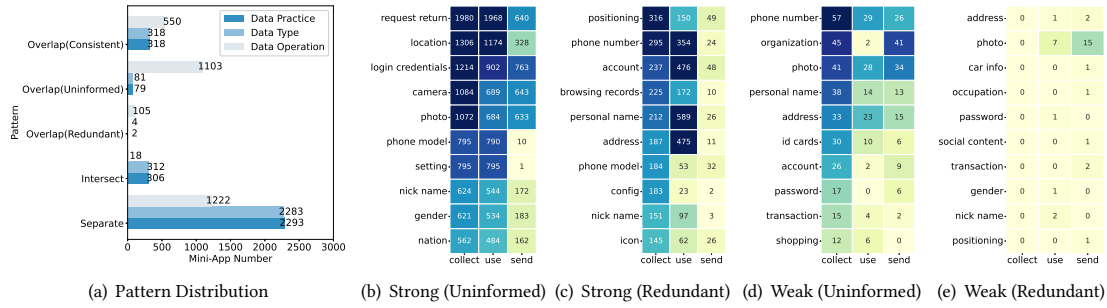 550
318
318
Overlap(Consistent)
1103
81
79
Overlap(Uninformed)
105
4
2
Overlap(Redundant)
18
312
306
Intersect
1222
2283
2293
Separate
Pattern
Data Practice
Data Type
Data Operation
0 500 1000 1500 2000 2500 3000
Mini-App Number
(a) Pattern Distribution
request return 1980 1968 640
location 1306 1174 328
login credentials 1214 902 763
camera 1084 689 643
photo 1072 684 633
phone model 795 790 10
setting 795 795 1
nick name 624 544 172
gender 621 534 183
nation 562 484 162
collect use send
(b) Strong (Uninformed)
positioning 316 150 49
phone number 295 354 24
account 237 476 48
browsing records 225 172 10
personal name 212 589 26
address 187 475 11
phone model 184 53 32
config 183 23 2
nick name 151 97 3
icon 145 62 26
collect use send
(c) Strong (Redundant)
phone number 57 29 26
organization 45 2 41
photo 41 28 34
personal name 38 14 13
address 33 23 15
id cards 30 10 6
account 26 2 9
password 17 0 6
transaction 15 4 2
shopping 12 6 0
collect use send
(d) Weak (Uninformed)
address 0 1 2
photo 0 7 15
car info 0 0 1
occupation 0 0 1
password 0 1 0
social content 0 0 1
transaction 0 0 2
gender 0 1 0
nick name 0 2 0
positioning 0 0 1
collect use send
(e) Weak (Redundant)